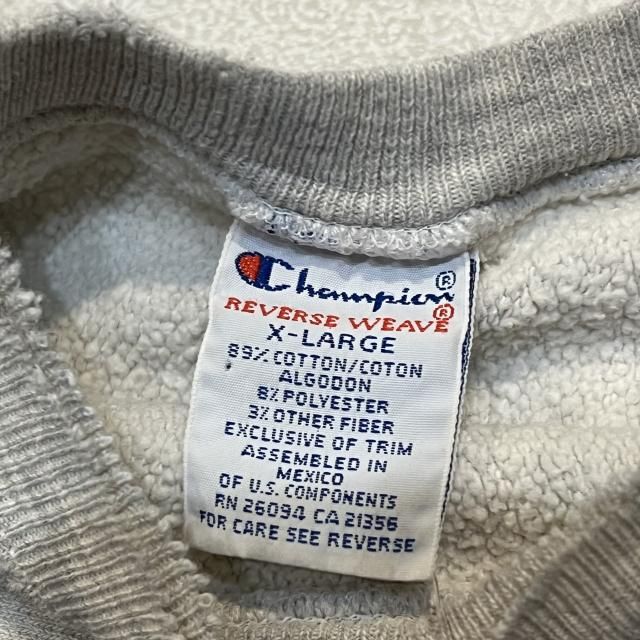 Champion®
REVERSE WEAVE®
X-LARGE
89% COTTON/COTON
ALGODON
8% POLYESTER
3% OTHER FIBER
EXCLUSIVE OF TRIM
ASSEMBLED IN
MEXICO
OF U.S. COMPONENTS
RN 26094 CA 21356
FOR CARE SEE REVERSE